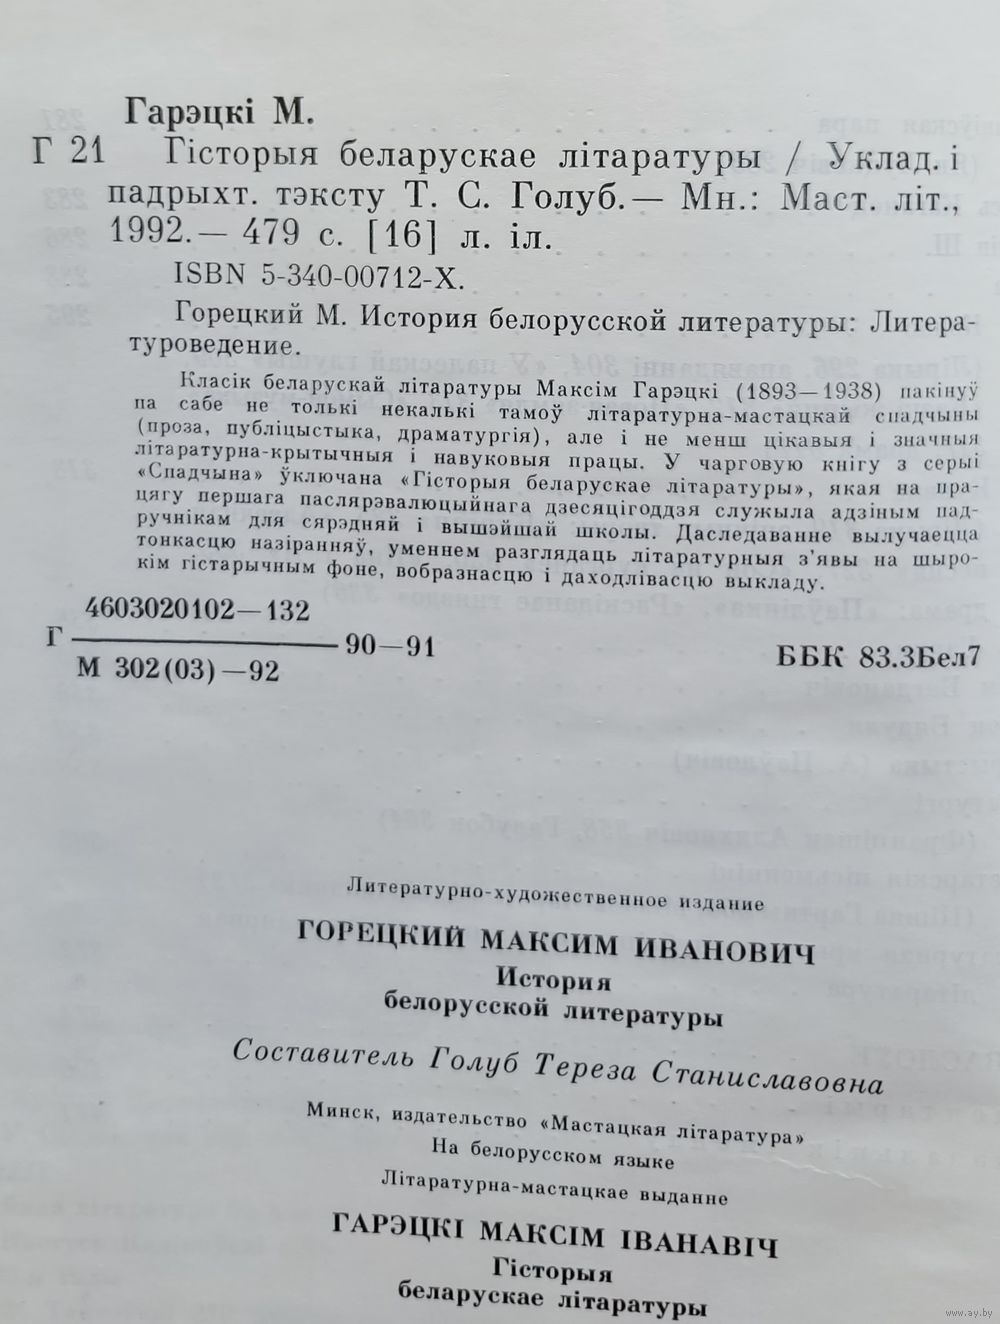 Гарэцкі М.
Г 21 Гісторыя беларускае літаратуры / Уклад. і
падрыхт. тэксту Т. С. Голуб.— Мн.: Маст. літ.,
1992.— 479 с. [16] л. іл.
ISBN 5-340-00712-X.
Горецкий М. История белорусской литературы: Литера-
туроведение.
Класік беларускай літаратуры Максім Гарэцкі (1893—1938) пакінуў
па сабе не толькі некалькі тамоў літаратурна-мастацкай спадчыны
(проза, публіцыстыка, драматургія), але і не менш цікавыя і значныя
літаратурна-крытычныя і навуковыя працы. У чарговую кнігу з серыі
«Спадчына» ўключана «Гісторыя беларускае літаратуры», якая на пра-
цягу першага паслярэвалюцыйнага дзесяцігоддзя служыла адзіным пад-
ручнікам для сярэдняй і вышэйшай школы. Даследаванне вылучаецца
тонкасцю назіранняў, уменнем разглядаць літаратурныя з'явы на шыро-
кім гістарычным фоне, вобразнасцю і даходлівасцю выкладу.
4603020102—132
Г 90—91
М 302(03)—92
ББК 83.3Бел7
Литературно-художественное издание
ГОРЕЦКИЙ МАКСИМ ИВАНОВИЧ
История
белорусской литературы
Составитель Голуб Тереза Станиславовна
Минск, издательство «Мастацкая літаратура»
На белорусском языке
Літаратурна-мастацкае выданне
ГАРЭЦКІ МАКСІМ ІВАНАВІЧ
Гісторыя
беларускае літаратуры
www.ay.by